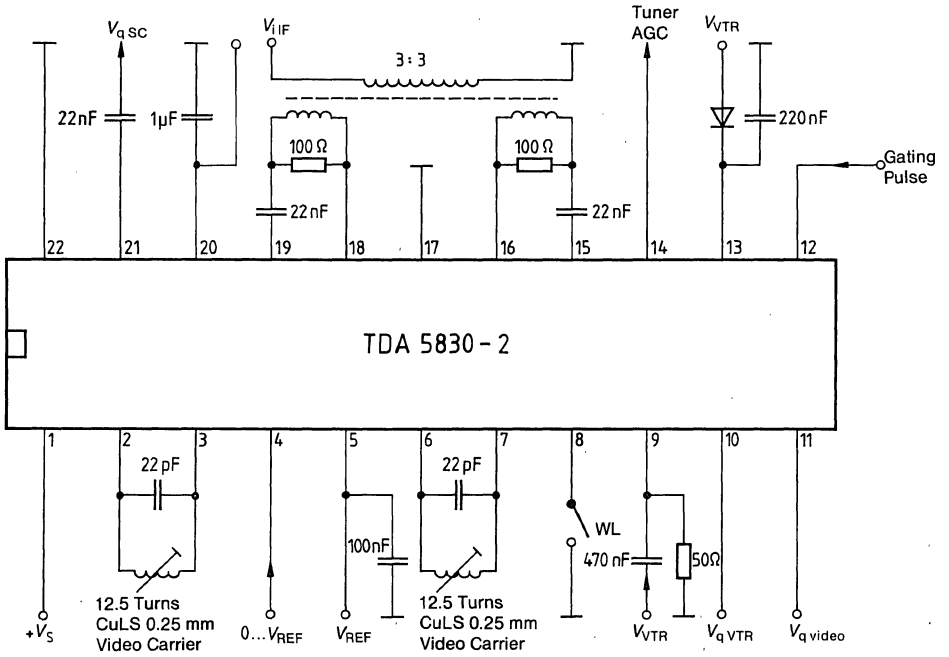 Tuner
AGC
V_VTR
V_q SC
V_i IF
3:3
22nF
1µF
100 Ω
100 Ω
220 nF
Gating
Pulse
22nF
22nF
22
21
20
19
18
17
16
15
14
13
12
TDA 5830-2
1
2
3
4
5
6
7
8
9
10
11
22pF
22pF
WL
100nF
470 nF
50Ω
12.5 Turns
CuLS 0.25 mm
Video Carrier
12.5 Turns
CuLS 0.25 mm
Video Carrier
+V_S
0...V_REF
V_REF
V_VTR
V_q VTR
V_q video